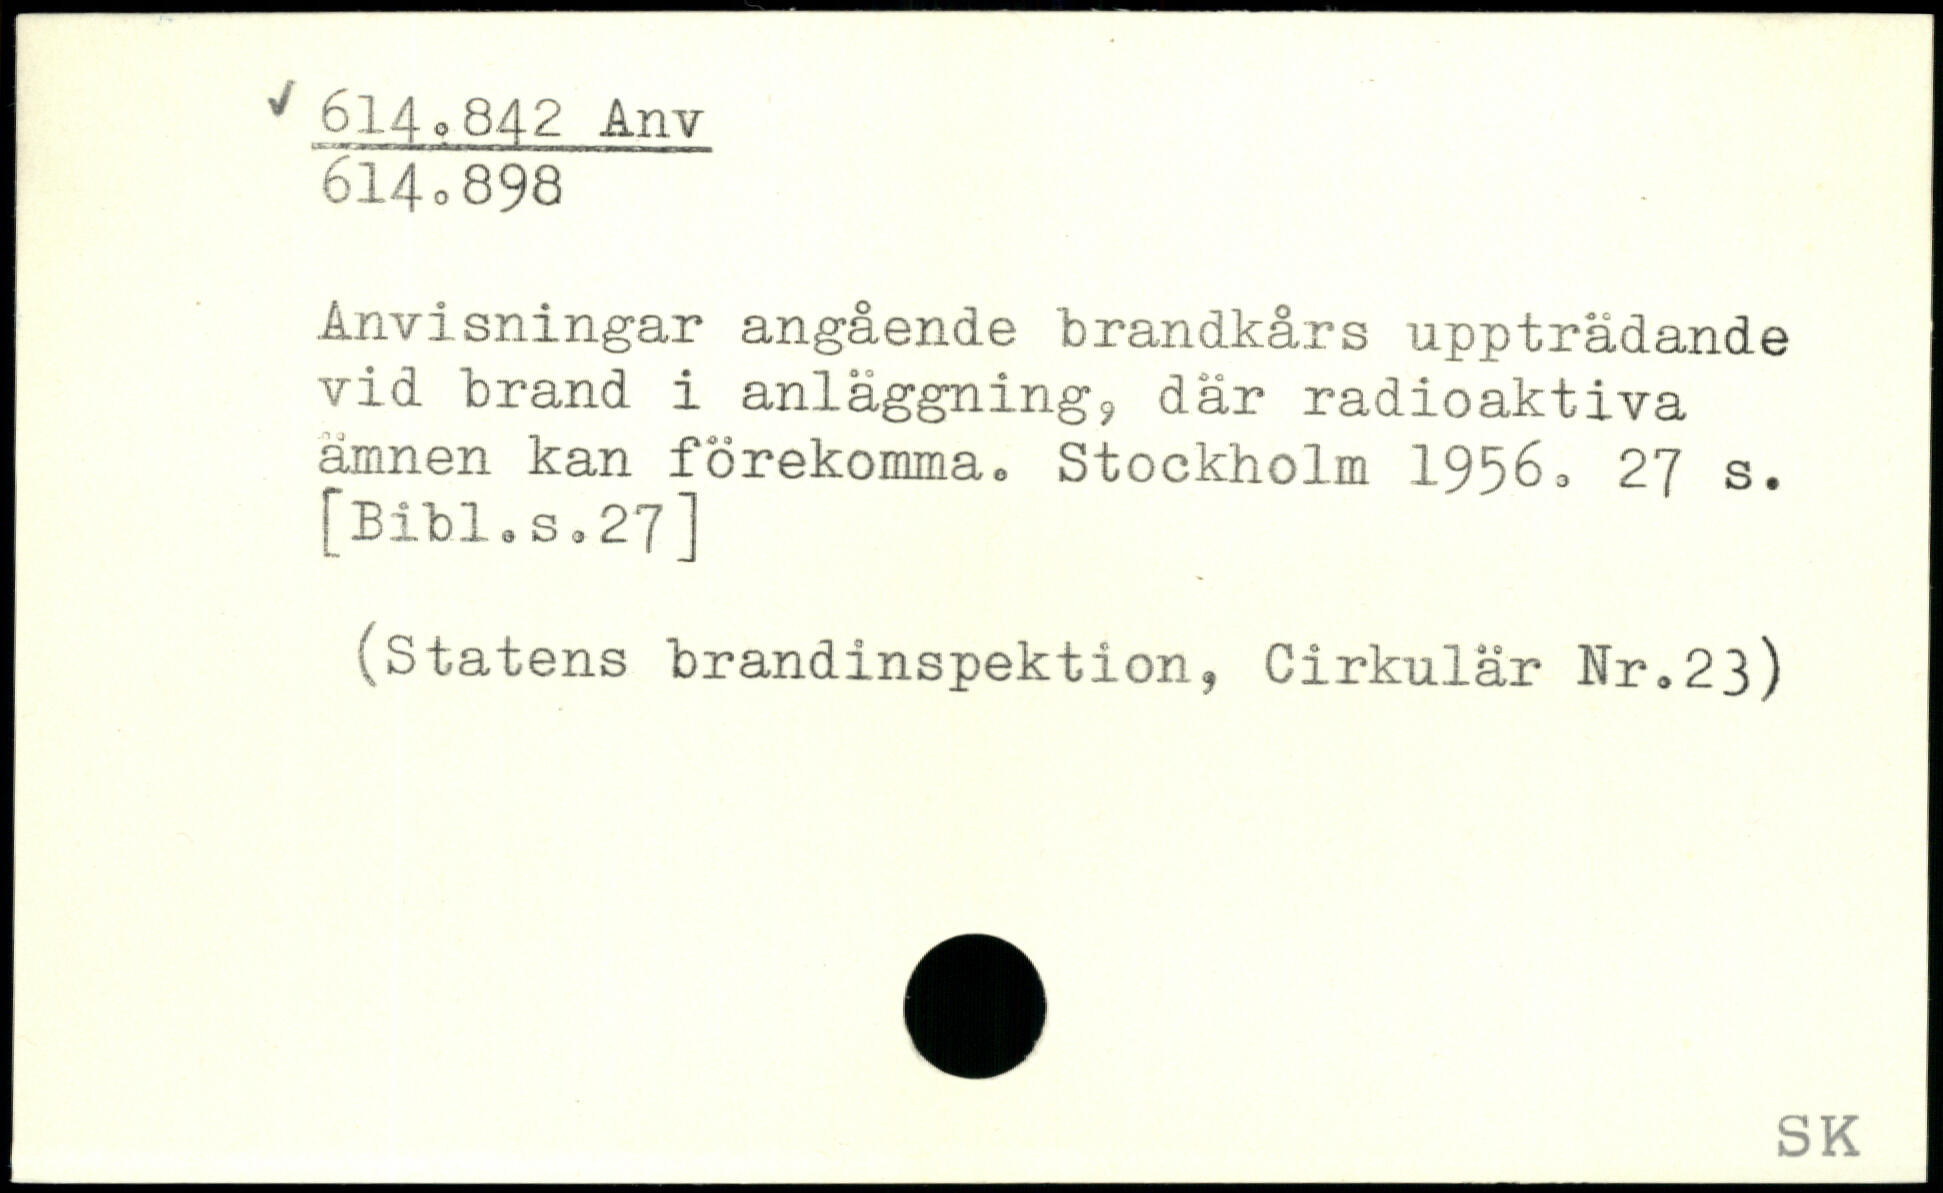 ✓ 614.842 Anv
614.898
Anvisningar angående brandkårs uppträdande
vid brand i anläggning, där radioaktiva
ämnen kan förekomma. Stockholm 1956. 27 s.
[Bibl.s.27]
(Statens brandinspektion, Cirkulär Nr.23)
SK